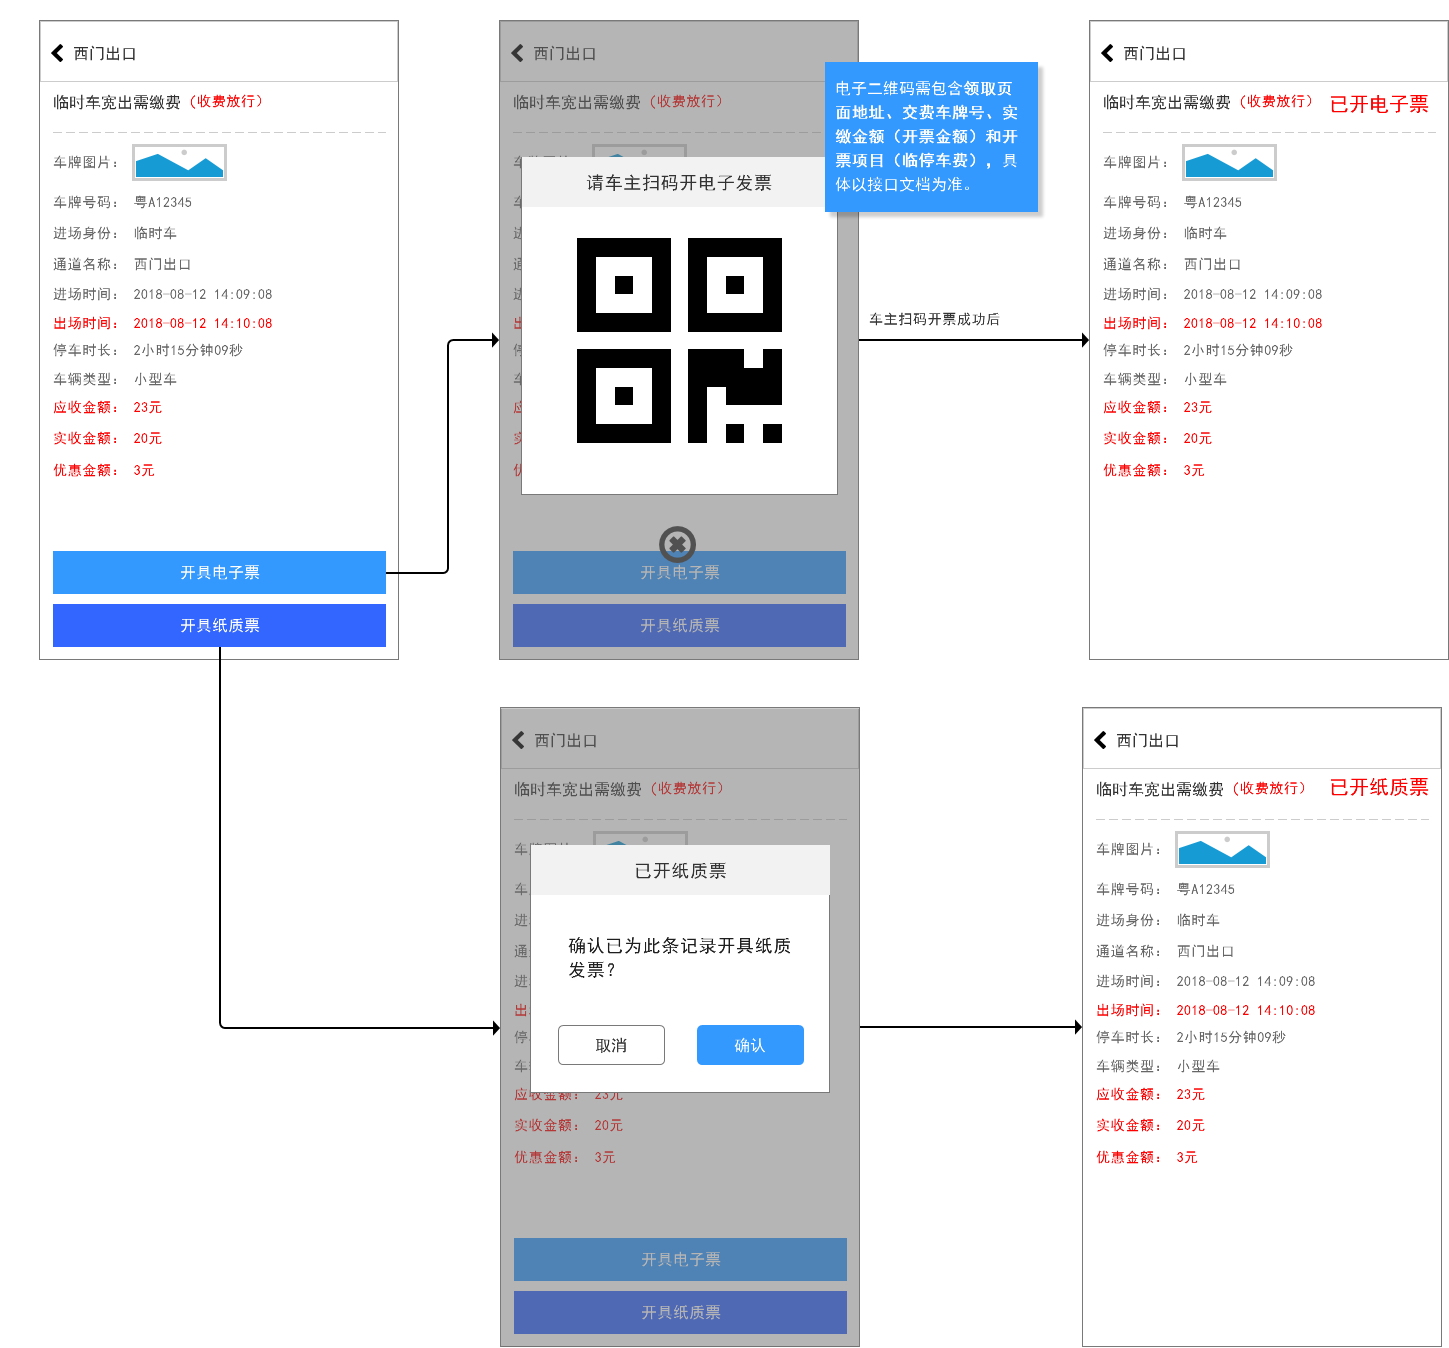 西门出口
临时车宽出需缴费（收费放行）
车牌图片：
车牌号码： 粤A12345
进场身份： 临时车
通道名称： 西门出口
进场时间： 2018-08-12 14:09:08
出场时间： 2018-08-12 14:10:08
停车时长： 2小时15分钟09秒
车辆类型： 小型车
应收金额： 23元
实收金额： 20元
优惠金额： 3元
开具电子票
开具纸质票
西门出口
临时车宽出需缴费（收费放行）
请车主扫码开电子发票
开具电子票
开具纸质票
电子二维码需包含领取页
面地址、交费车牌号、实
缴金额（开票金额）和开
票项目（临停车费），具
体以接口文档为准。
车主扫码开票成功后
西门出口
临时车宽出需缴费（收费放行） 已开电子票
车牌图片：
车牌号码： 粤A12345
进场身份： 临时车
通道名称： 西门出口
进场时间： 2018-08-12 14:09:08
出场时间： 2018-08-12 14:10:08
停车时长： 2小时15分钟09秒
车辆类型： 小型车
应收金额： 23元
实收金额： 20元
优惠金额： 3元
西门出口
临时车宽出需缴费（收费放行）
已开纸质票
确认已为此条记录开具纸质
发票？
取消 确认
应收金额： 23元
实收金额： 20元
优惠金额： 3元
开具电子票
开具纸质票
西门出口
临时车宽出需缴费（收费放行） 已开纸质票
车牌图片：
车牌号码： 粤A12345
进场身份： 临时车
通道名称： 西门出口
进场时间： 2018-08-12 14:09:08
出场时间： 2018-08-12 14:10:08
停车时长： 2小时15分钟09秒
车辆类型： 小型车
应收金额： 23元
实收金额： 20元
优惠金额： 3元